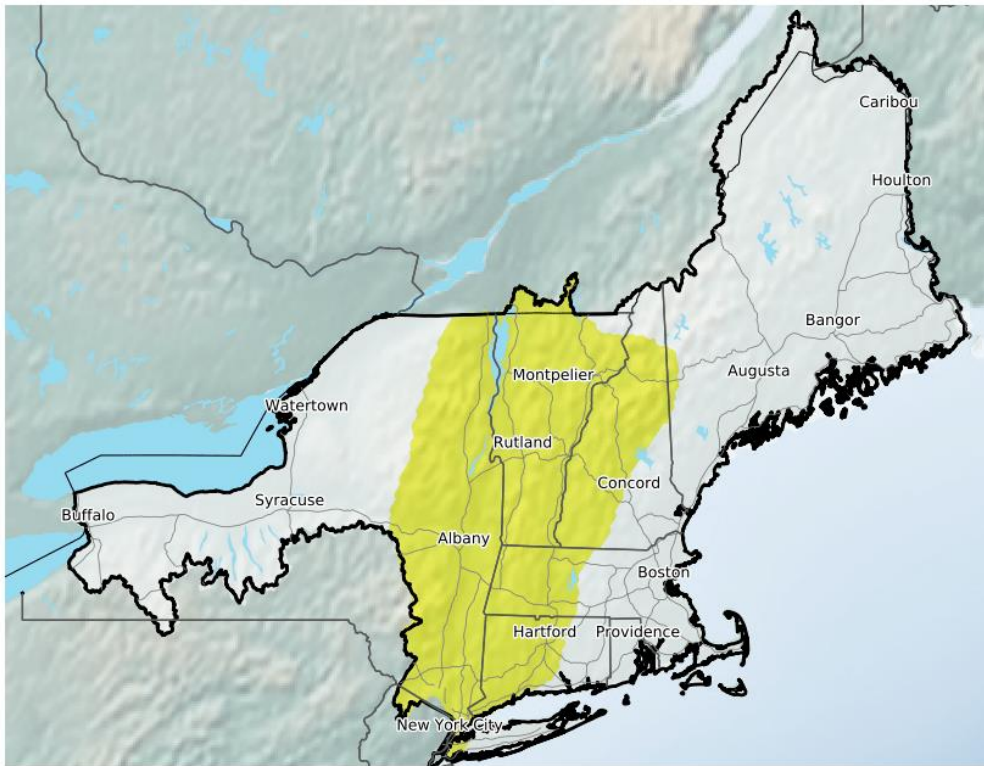 Caribou
Houlton
Bangor
Augusta
Montpelier
Watertown
Rutland
Concord
Syracuse
Buffalo
Albany
Boston
Hartford
Providence
New York City